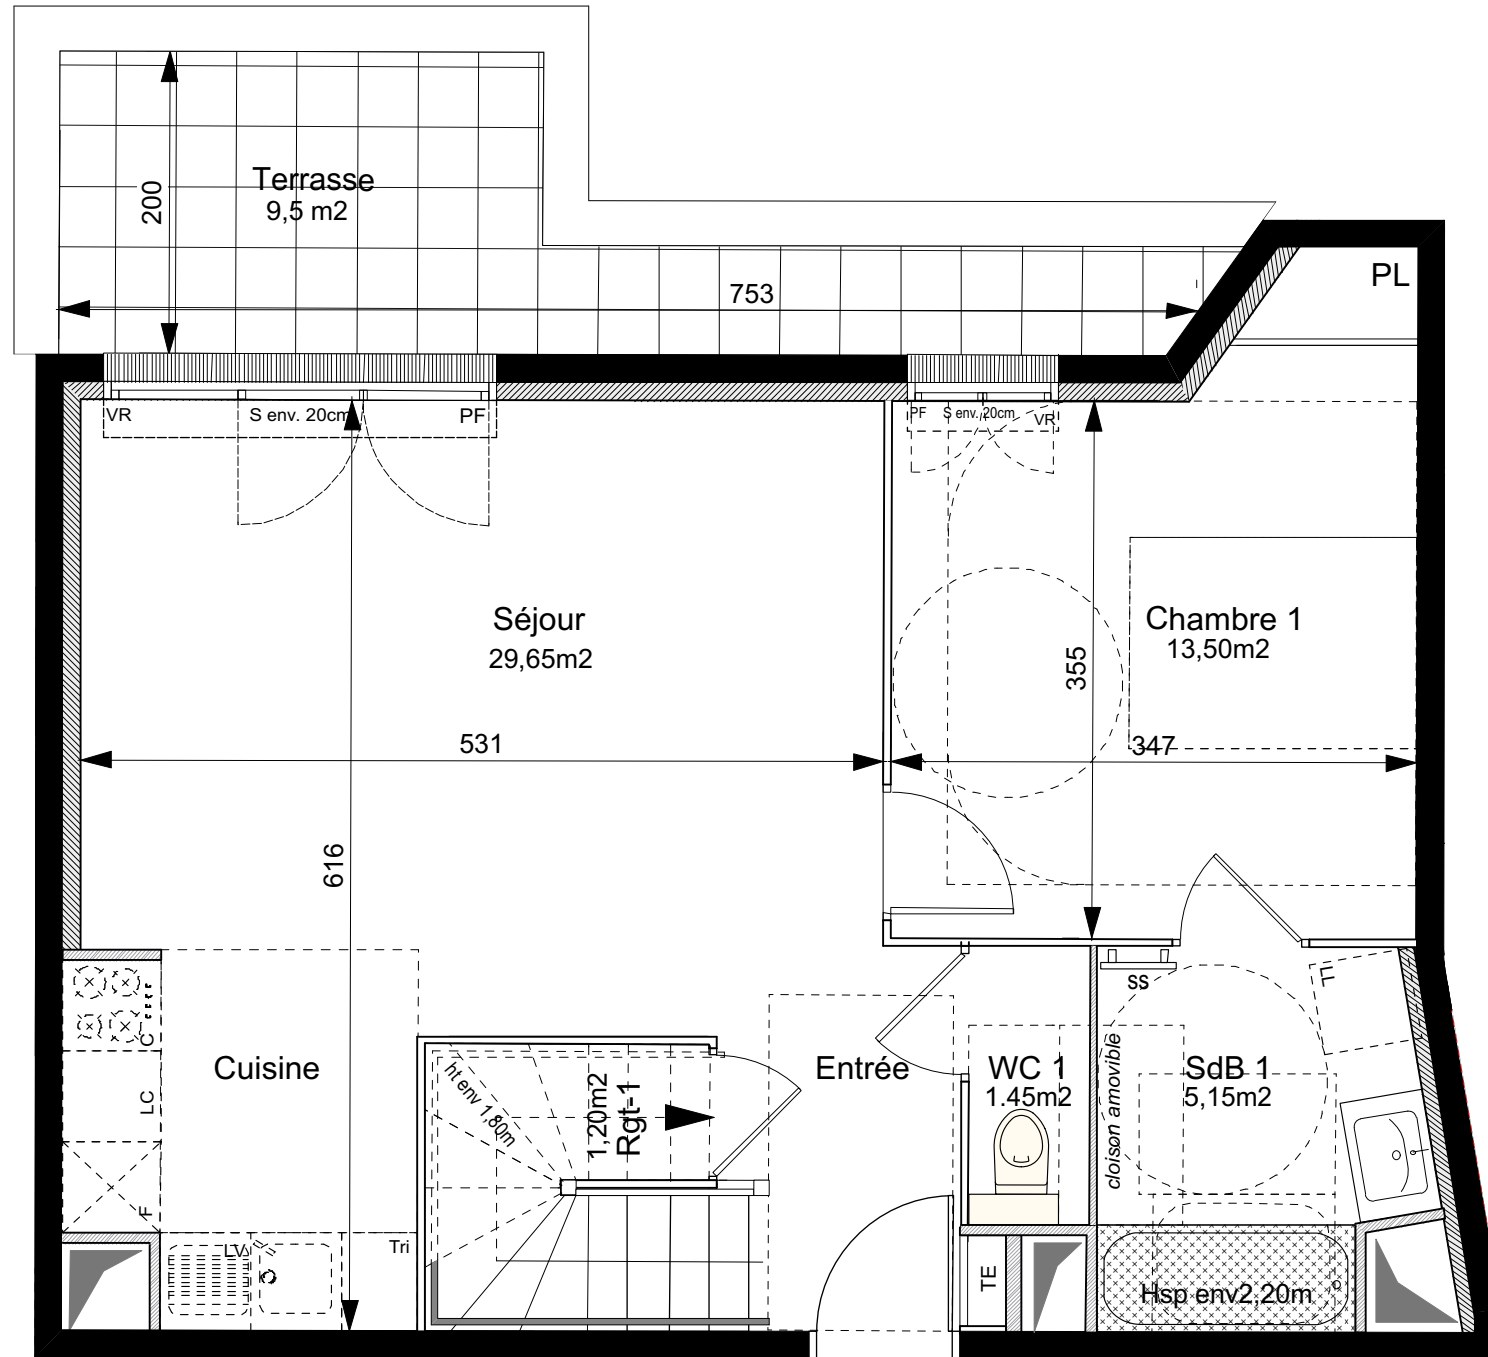 Terrasse
9,5 m2
200
753
PL
VR
S env. 20cm
PF
PF
S env. 20cm
VR
Séjour
29,65m2
Chambre 1
13,50m2
355
531
347
616
Cuisine
C
LC
F
LV
Tri
ht env 1,80m
1,20m2
Rgt-1
Entrée
WC 1
1.45m2
cloison amovible
SS
LL
SdB 1
5,15m2
TE
Hsp env2,20m